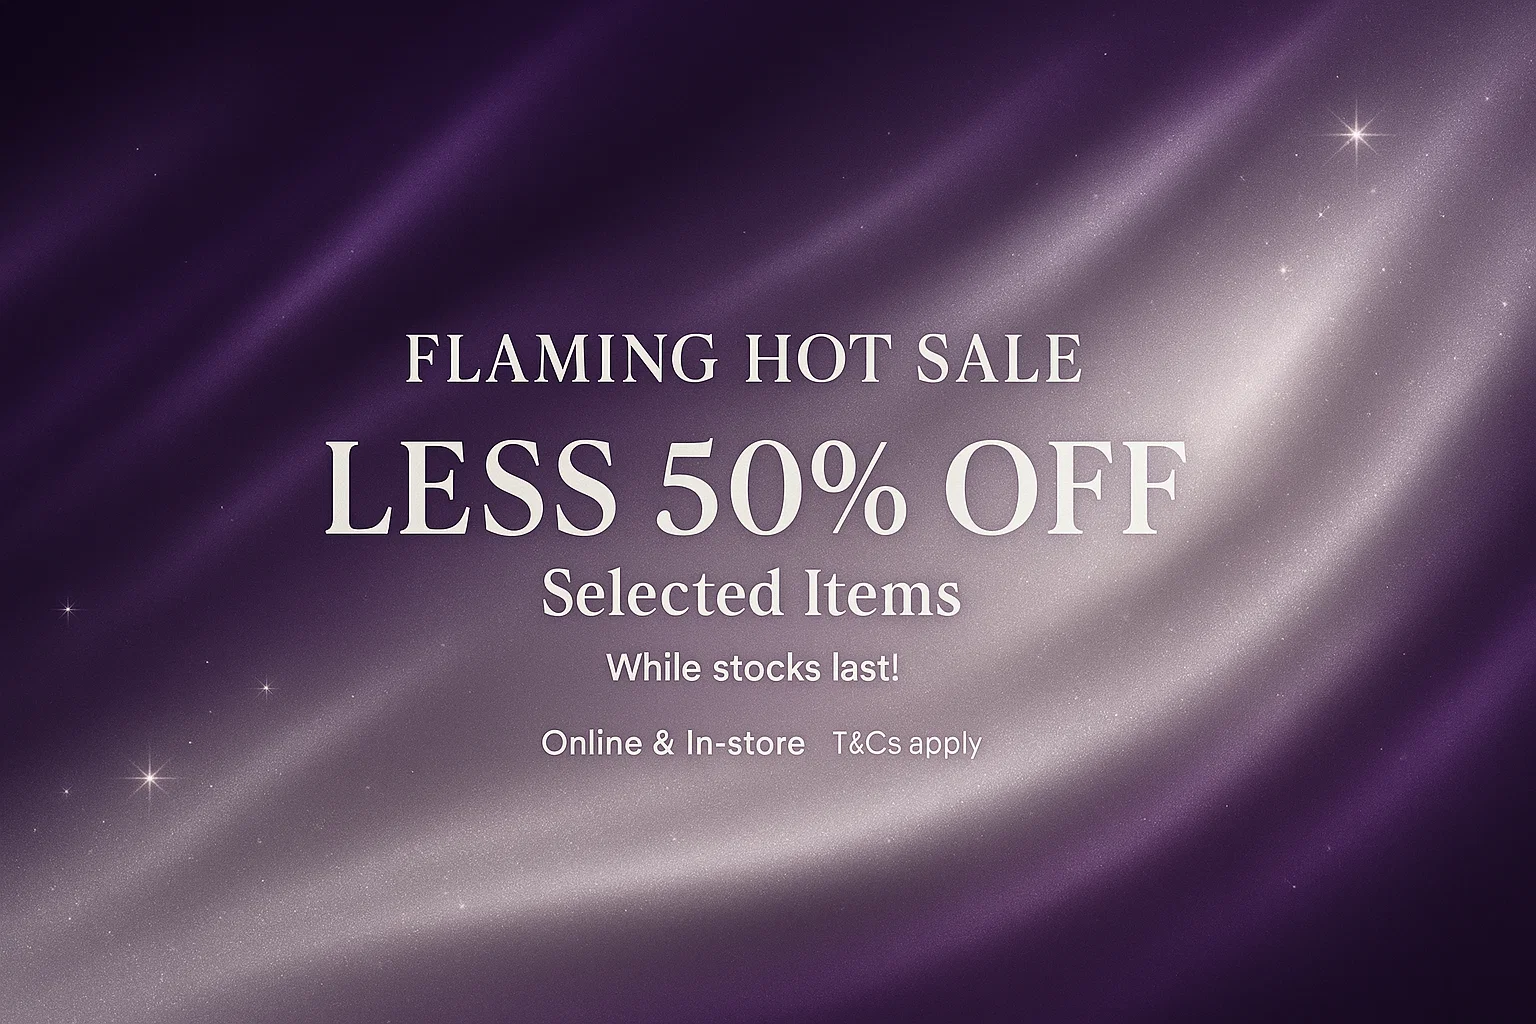 FLAMING HOT SALE
LESS 50% OFF
Selected Items
While stocks last!
Online & In-store T&Cs apply